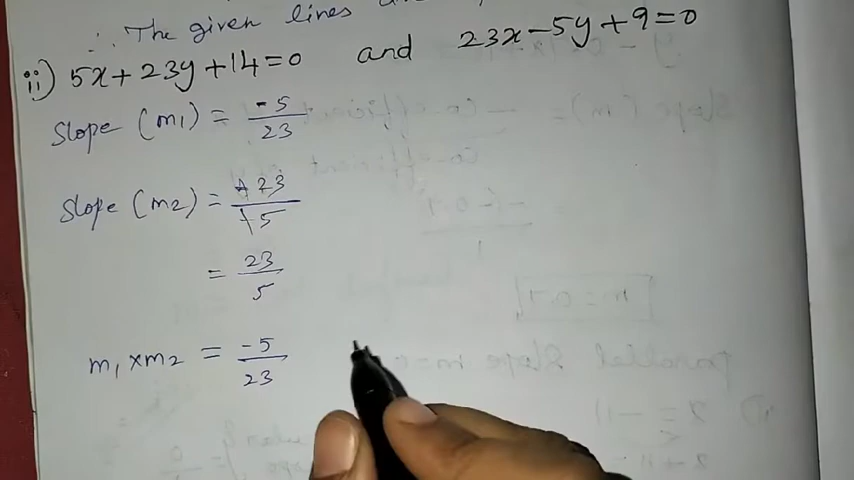 ∴ The given lines
ii) 5x+23y+14=0 and 23x-5y+9=0
Slope (m1) = -5/23
Slope (m2) = -23/-5
= 23/5
m1 × m2 = -5/23